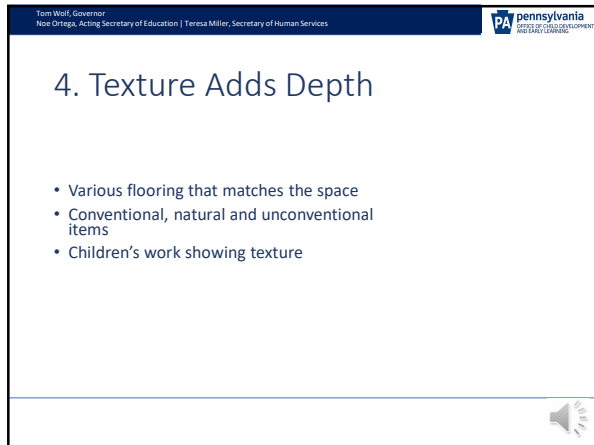 Tom Wolf, Governor
Noe Ortega, Acting Secretary of Education | Teresa Miller, Secretary of Human Services
PA pennsylvania
OFFICE OF CHILD DEVELOPMENT
AND EARLY LEARNING
4. Texture Adds Depth
• Various flooring that matches the space
• Conventional, natural and unconventional
items
• Children's work showing texture